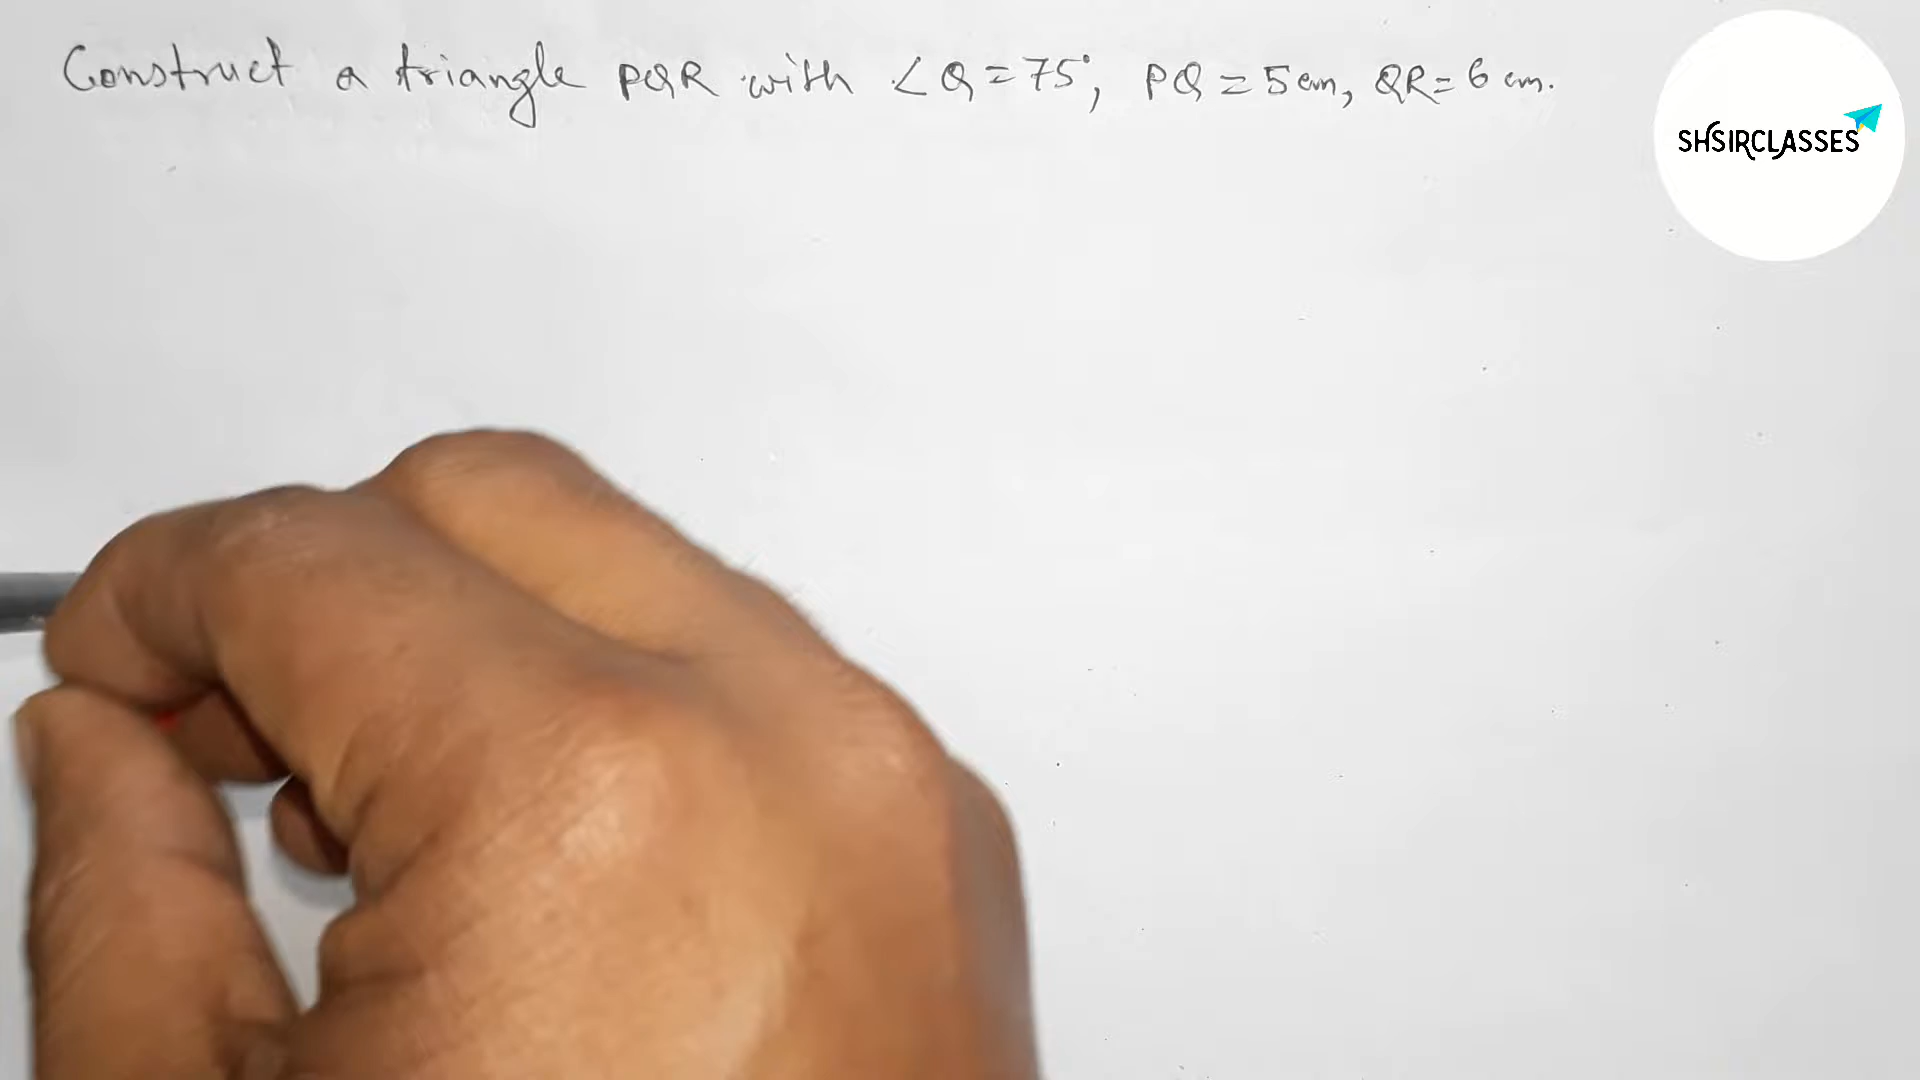 Construct a triangle PQR with ∠Q = 75°, PQ = 5 cm, QR = 6 cm.
SHSIRCLASSES